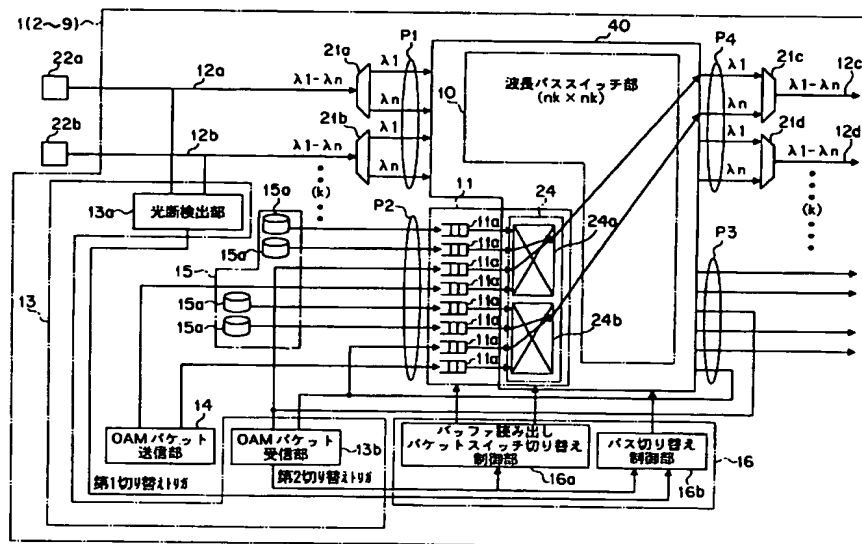 1(2~9)
40
22a
12a
21a
P1
λ1
λ1-λn
λn
22b
12b
21b
λ1
λ1-λn
λn
(k)
10
波長パススイッチ部
(nk×nk)
P4
21c
12c
λ1
λ1-λn
λn
21d
12d
λ1
λ1-λn
λn
(k)
13a
光断検出部
15a
15a
15
15a
15a
13
P2
11
11a
11a
11a
11a
11a
11a
11a
11a
24
24a
24b
P3
14
OAMパケット
送信部
OAMパケット
受信部
13b
バッファ読み出し
パケットスイッチ切り替え
制御部
16a
パス切り替え
制御部
16b
16
第1切り替えトリガ
第2切り替えトリガ